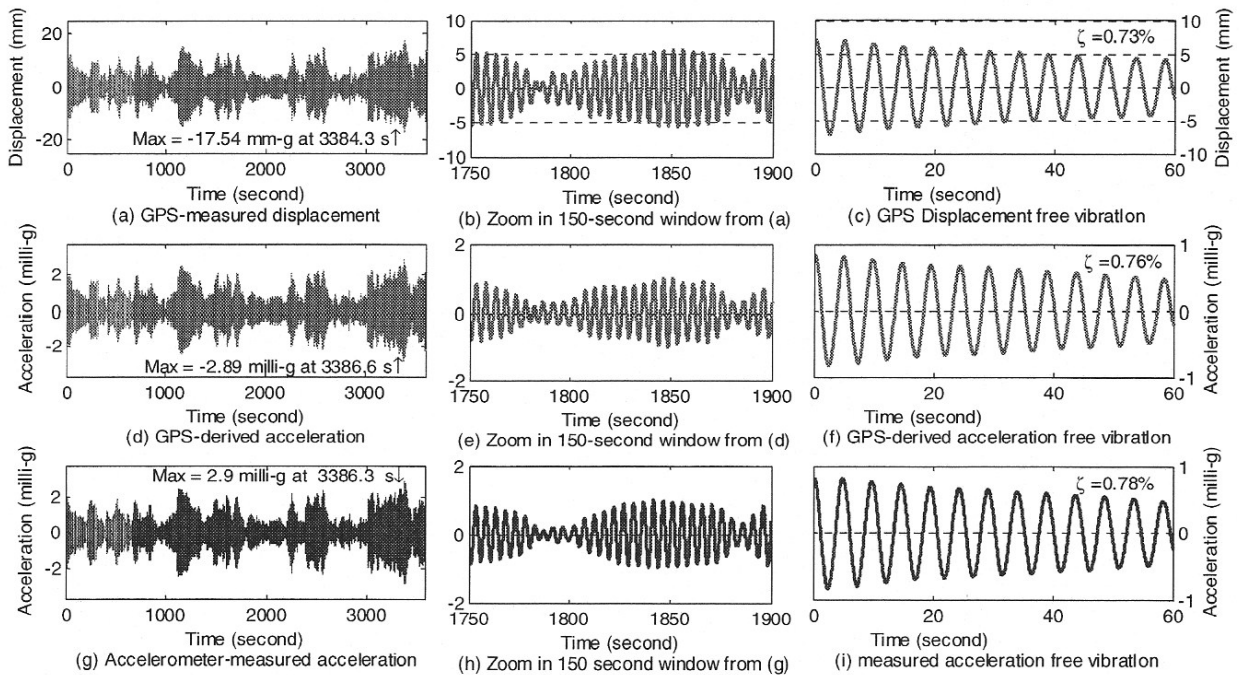 Displacement (mm)
20
0
-20
Max = -17.54 mm-g at 3384.3 s↑
0 1000 2000 3000
Time (second)
(a) GPS-measured displacement
10
5
0
-5
-10
1750 1800 1850 1900
Time (second)
(b) Zoom in 150-second window from (a)
ζ =0.73%
10
5
0
-5
-10
Displacement (mm)
0 20 40 60
Time (second)
(c) GPS Displacement free vibration
Acceleration (milli-g)
2
0
-2
Max = -2.89 milli-g at 3386.6 s↑
0 1000 2000 3000
Time (second)
(d) GPS-derived acceleration
2
0
-2
1750 1800 1850 1900
Time (second)
(e) Zoom in 150-second window from (d)
ζ =0.76%
1
0
-1
Acceleration (milli-g)
0 20 40 60
Time (second)
(f) GPS-derived acceleration free vibration
Acceleration (milli-g)
Max = 2.9 milli-g at 3386.3 s↓
2
0
-2
0 1000 2000 3000
Time (second)
(g) Accelerometer-measured acceleration
2
0
-2
1750 1800 1850 1900
Time (second)
(h) Zoom in 150 second window from (g)
ζ =0.78%
1
0
-1
Acceleration (milli-g)
0 20 40 60
Time (second)
(i) measured acceleration free vibration